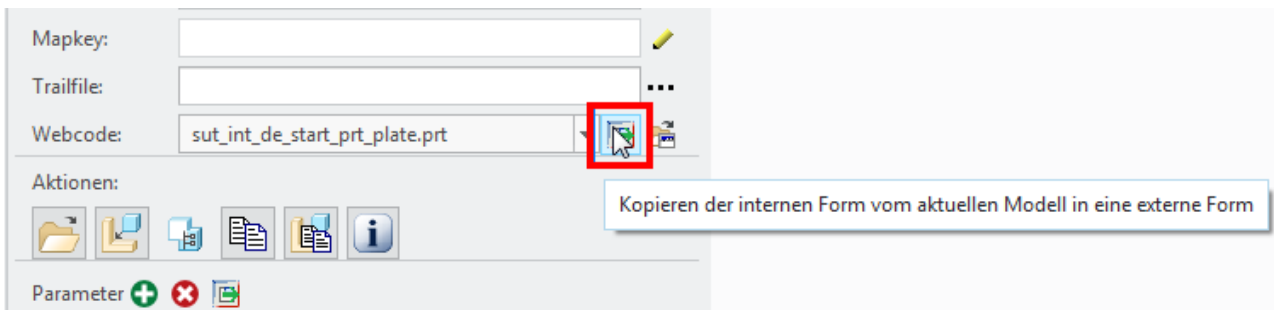 Mapkey:
Trailfile:
Webcode: sut_int_de_start_prt_plate.prt
Aktionen:
Kopieren der internen Form vom aktuellen Modell in eine externe Form
Parameter